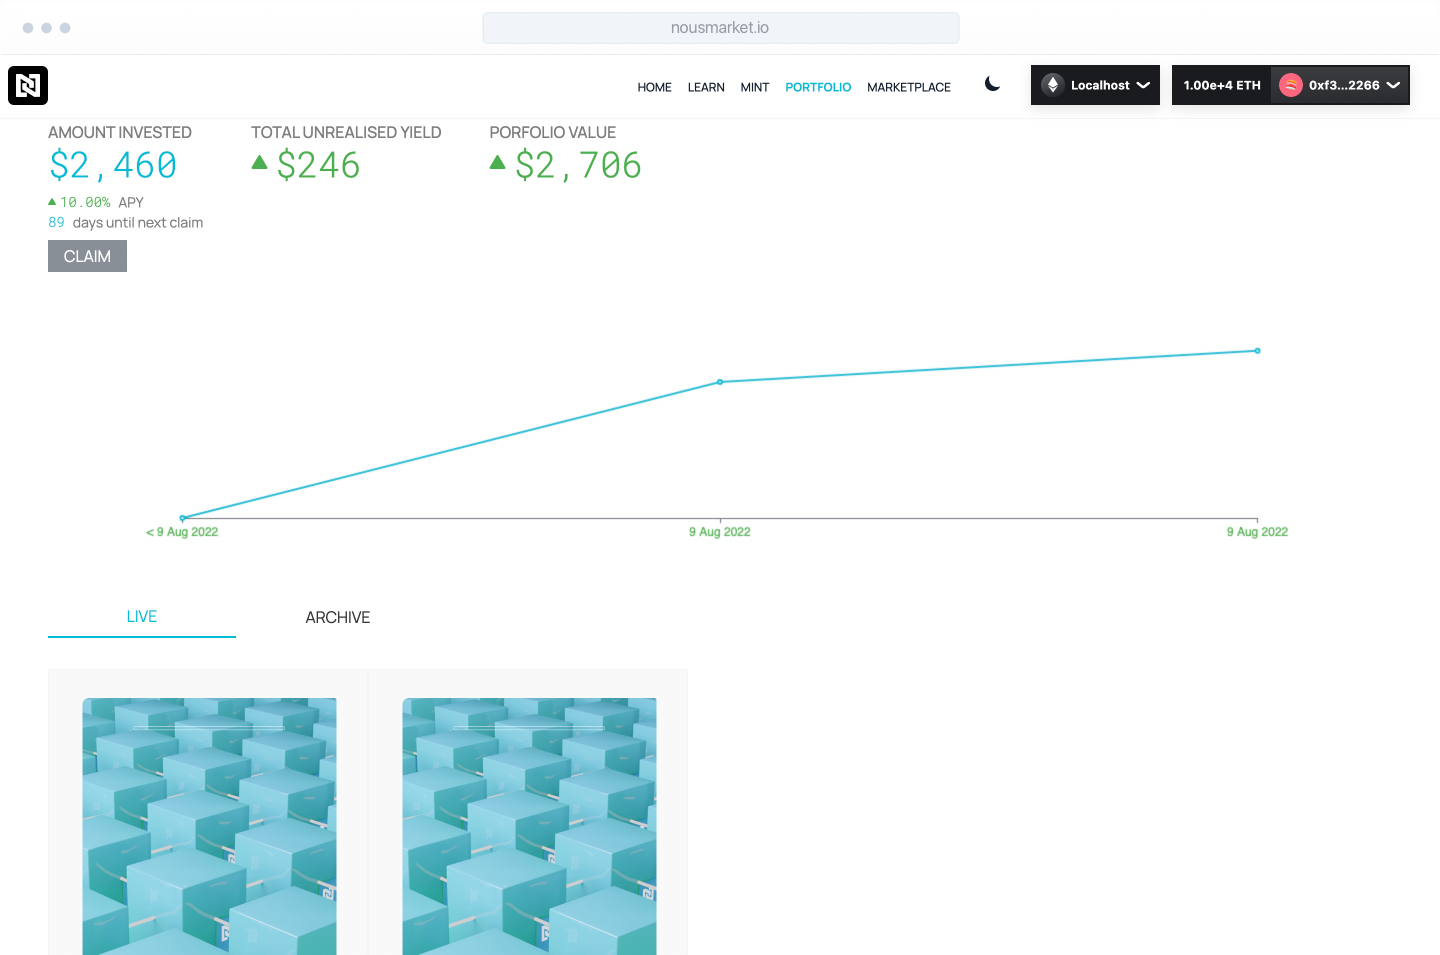 nousmarket.io
HOME LEARN MINT PORTFOLIO MARKETPLACE Localhost 1.00e+4 ETH 0xf3...2266
AMOUNT INVESTED TOTAL UNREALISED YIELD PORFOLIO VALUE
$2,460 $246 $2,706
10.00% APY
89 days until next claim
CLAIM
< 9 Aug 2022 9 Aug 2022 9 Aug 2022
LIVE ARCHIVE